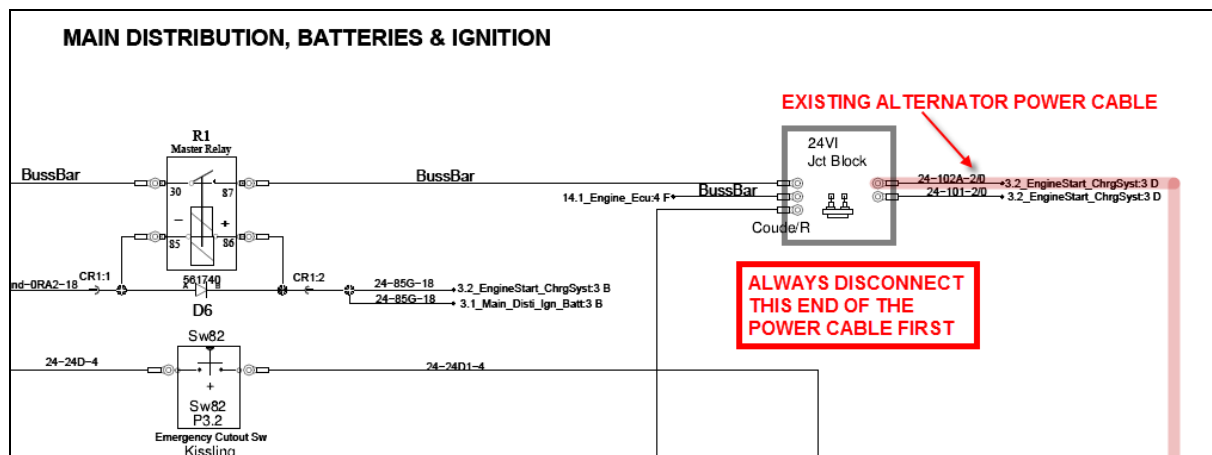 MAIN DISTRIBUTION, BATTERIES & IGNITION
EXISTING ALTERNATOR POWER CABLE
R1
Master Relay
24VI
Jct Block
BussBar
30
87
BussBar
14.1_Engine_Ecu:4 F
BussBar
24-102A-2/0
3.2_EngineStart_ChrgSyst:3 D
24-101-2/0
3.2_EngineStart_ChrgSyst:3 D
85
86
Coude/R
CR1:1
CR1:2
nd-0RA2-18
561740
D6
24-85G-18
3.2_EngineStart_ChrgSyst:3 B
24-85G-18
3.1_Main_Disti_Ign_Batt:3 B
ALWAYS DISCONNECT
THIS END OF THE
POWER CABLE FIRST
Sw82
24-24D-4
24-24D1-4
Sw82
P3.2
Emergency Cutout Sw
Kissling